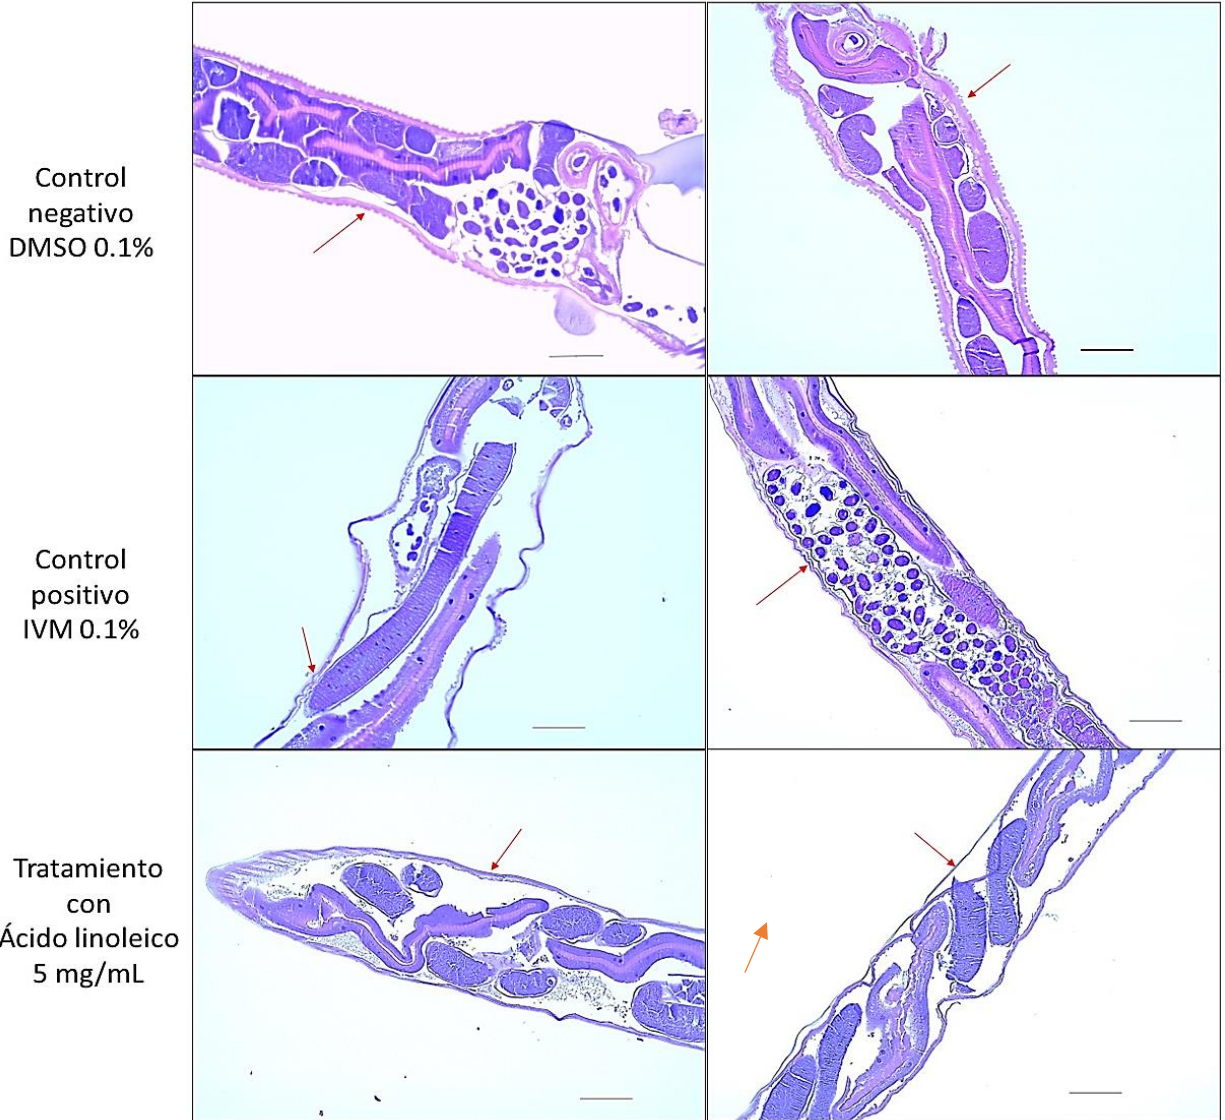 Control
negativo
DMSO 0.1%
Control
positivo
IVM 0.1%
Tratamiento
con
Ácido linoleico
5 mg/mL